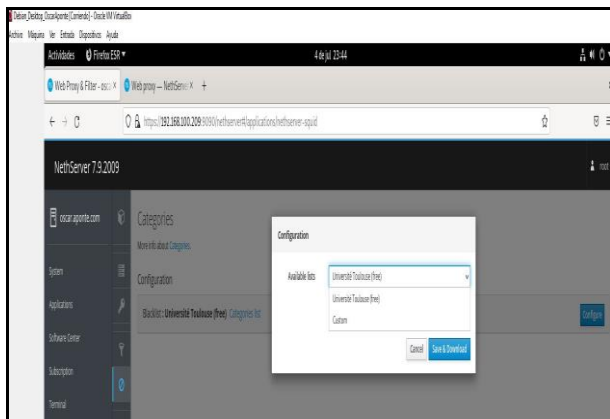 Debian_Desktop_OscarAponte [Corriendo] - Oracle VM VirtualBox
Archivo Máquina Ver Entrada Dispositivos Ayuda
Actividades Firefox ESR 4 de jul 23:44
Web Proxy & Filter - osca × Web proxy — NethServer × +
https://192.168.100.209:9090/nethserver#/applications/nethserver-squid
NethServer 7.9.2009 root
oscar.aponte.com
System
Applications
Software Center
Subscription
Terminal
Categories
More info about Categories.
Configuration
Blacklist : Université Toulouse (free) Categories list
Configure
Configuration
Available lists Université Toulouse (free)
Université Toulouse (free)
Custom
Cancel Save & Download